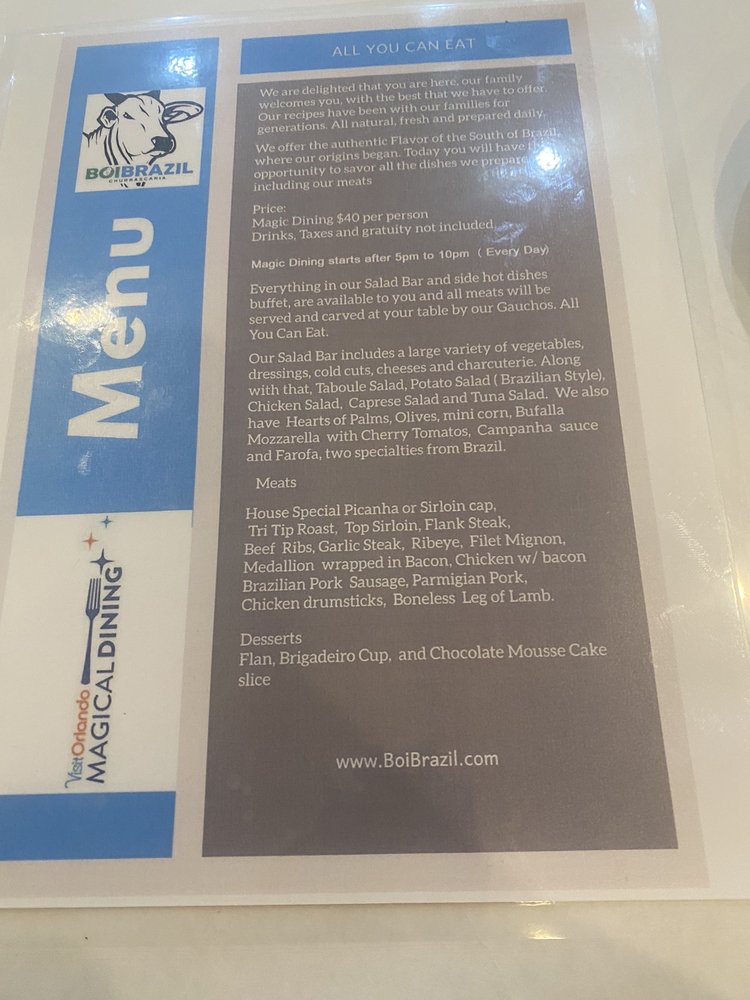 BOIBRAZIL
CHURRASCARIA
Menu
VisitOrlando
MAGICALDINING
ALL YOU CAN EAT
We are delighted that you are here, our family
welcomes you, with the best that we have to offer.
Our recipes have been with our families for
generations. All natural, fresh and prepared daily.
We offer the authentic Flavor of the South of Brazil,
where our origins began. Today you will have
opportunity to savor all the dishes we prepare
including our meats
Price:
Magic Dining $40 per person
Drinks, Taxes and gratuity not included.
Magic Dining starts after 5pm to 10pm ( Every Day)
Everything in our Salad Bar and side hot dishes
buffet, are available to you and all meats will be
served and carved at your table by our Gauchos. All
You Can Eat.
Our Salad Bar includes a large variety of vegetables,
dressings, cold cuts, cheeses and charcuterie. Along
with that, Taboule Salad, Potato Salad ( Brazilian Style),
Chicken Salad, Caprese Salad and Tuna Salad. We also
have Hearts of Palms, Olives, mini corn, Bufalla
Mozzarella with Cherry Tomatos, Campanha sauce
and Farofa, two specialties from Brazil.
Meats
House Special Picanha or Sirloin cap,
Tri Tip Roast, Top Sirloin, Flank Steak,
Beef Ribs, Garlic Steak, Ribeye, Filet Mignon,
Medallion wrapped in Bacon, Chicken w/ bacon
Brazilian Pork Sausage, Parmigian Pork,
Chicken drumsticks, Boneless Leg of Lamb.
Desserts
Flan, Brigadeiro Cup, and Chocolate Mousse Cake
slice
www.BoiBrazil.com